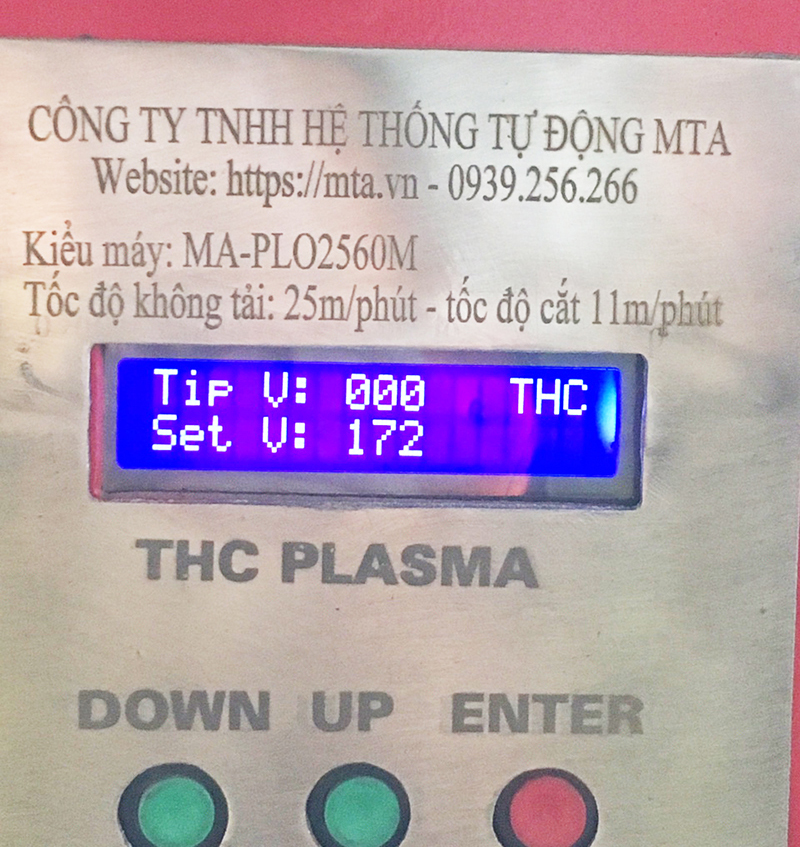 CÔNG TY TNHH HỆ THỐNG TỰ ĐỘNG MTA
Website: https://mta.vn - 0939.256.266
Kiểu máy: MA-PLO2560M
Tốc độ không tải: 25m/phút - tốc độ cắt 11m/phút
Tip V: 000 THC
Set V: 172
THC PLASMA
DOWN UP ENTER